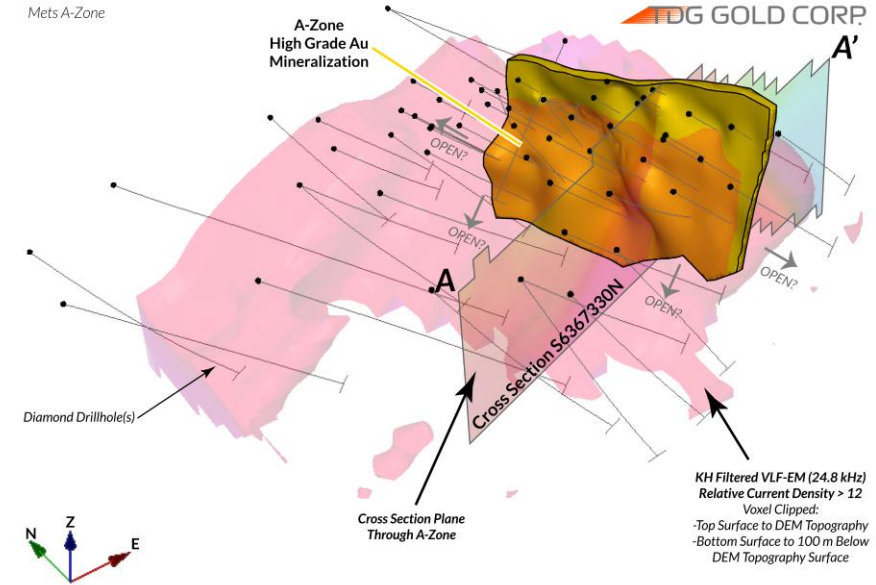 Mets A-Zone
TDG GOLD CORP.
A-Zone
High Grade Au
Mineralization
A'
OPEN?
OPEN?
OPEN?
OPEN?
A
Cross Section S6367330N
Diamond Drillhole(s)
Cross Section Plane
Through A-Zone
KH Filtered VLF-EM (24.8 kHz)
Relative Current Density > 12
Voxel Clipped:
-Top Surface to DEM Topography
-Bottom Surface to 100 m Below
DEM Topography Surface
N
Z
E